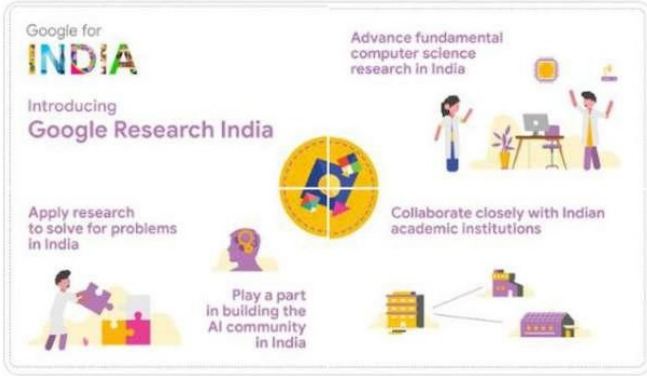 Google for
INDIA
Introducing
Google Research India
Advance fundamental
computer science
research in India
Apply research
to solve for problems
in India
Play a part
in building the
AI community
in India
Collaborate closely with Indian
academic institutions